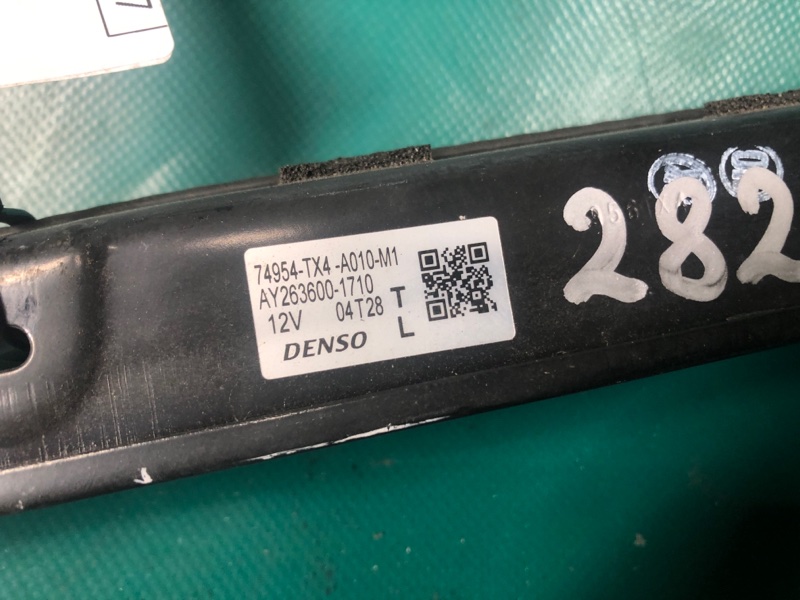 74954-TX4 -A010-M1
AY263600-1710
12V 04T28
T
L
DENSO
282